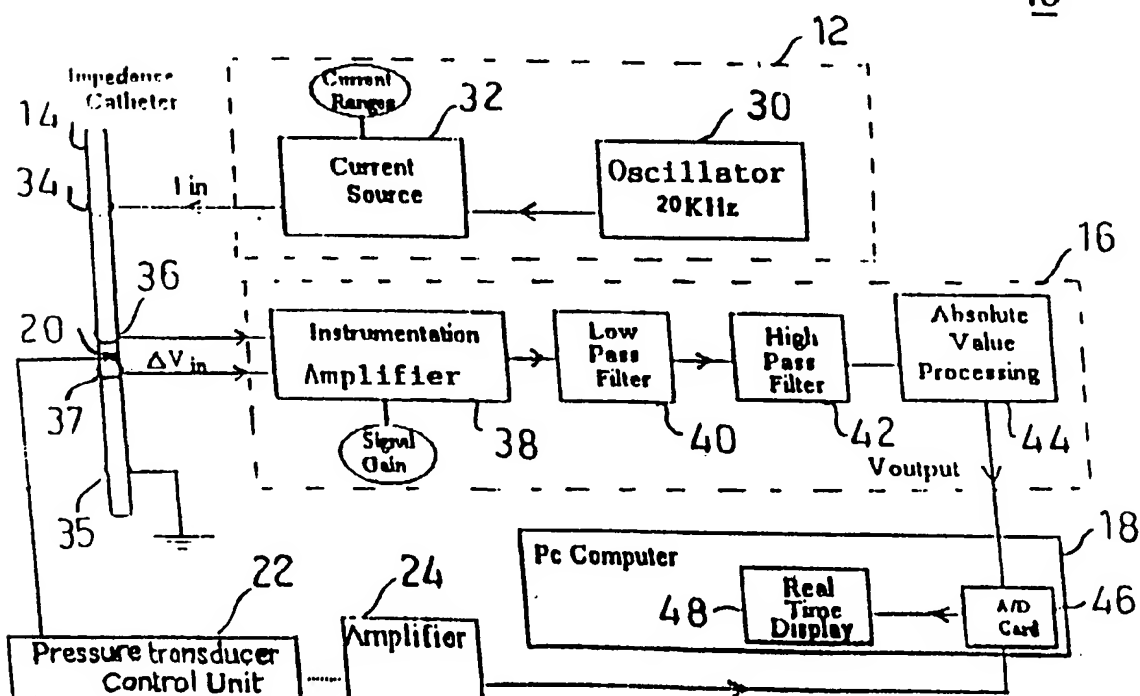 10
12
Impedance
Catheter
Current
Ranges
14
32
30
Current
Source
Oscillator
20KHz
34
I in
16
36
Instrumentation
Amplifier
Low
Pass
Filter
High
Pass
Filter
Absolute
Value
Processing
20
ΔV in
37
Signal
Gain
38
40
42
44
V output
35
18
Pc Computer
22
24
48
Real
Time
Display
A/D
Card
46
Pressure transducer
Control Unit
Amplifier